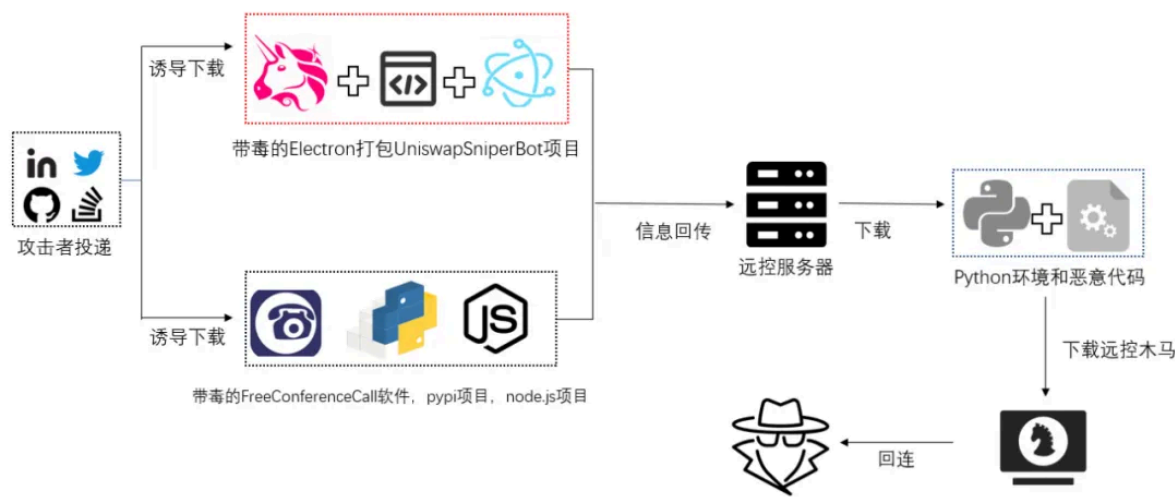 诱导下载
带毒的Electron打包UniswapSniperBot项目
in
攻击者投递
信息回传
远控服务器
下载
Python环境和恶意代码
诱导下载
JS
带毒的FreeConferenceCall软件，pypi项目，node.js项目
下载远控木马
回连